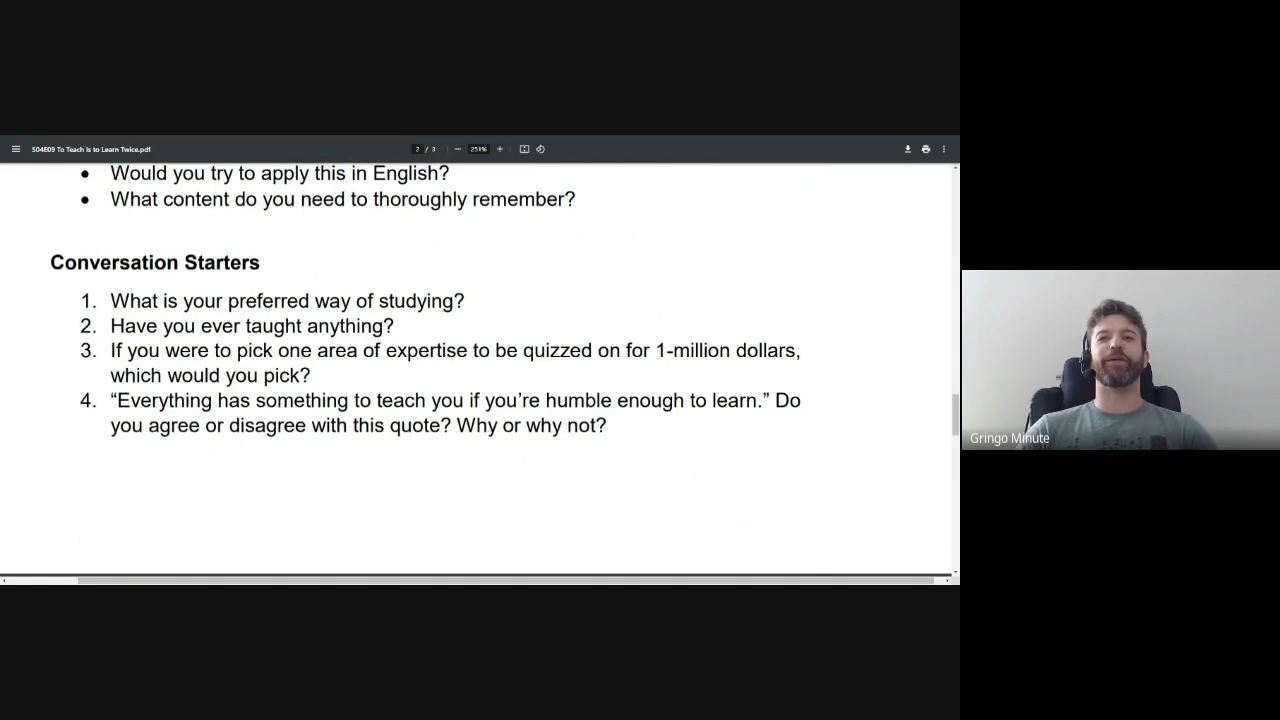 S04E09 To Teach Is to Learn Twice.pdf
2 / 3
251%
• Would you try to apply this in English?
• What content do you need to thoroughly remember?
Conversation Starters
1. What is your preferred way of studying?
2. Have you ever taught anything?
3. If you were to pick one area of expertise to be quizzed on for 1-million dollars,
which would you pick?
4. “Everything has something to teach you if you’re humble enough to learn.” Do
you agree or disagree with this quote? Why or why not?
Gringo Minute